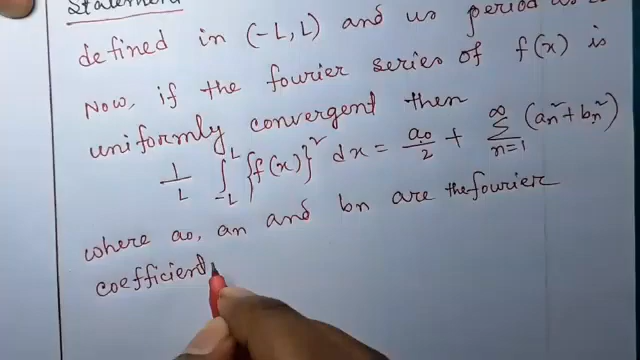 Statement
defined in (-L, L) and its period is
Now, if the fourier series of f(x) is
uniformly convergent then
1/L ∫_{-L}^{L} {f(x)}² dx = a₀/2 + ∑_{n=1}^{∞} (aₙ² + bₙ²)
where a₀, aₙ and bₙ are the fourier
coefficient